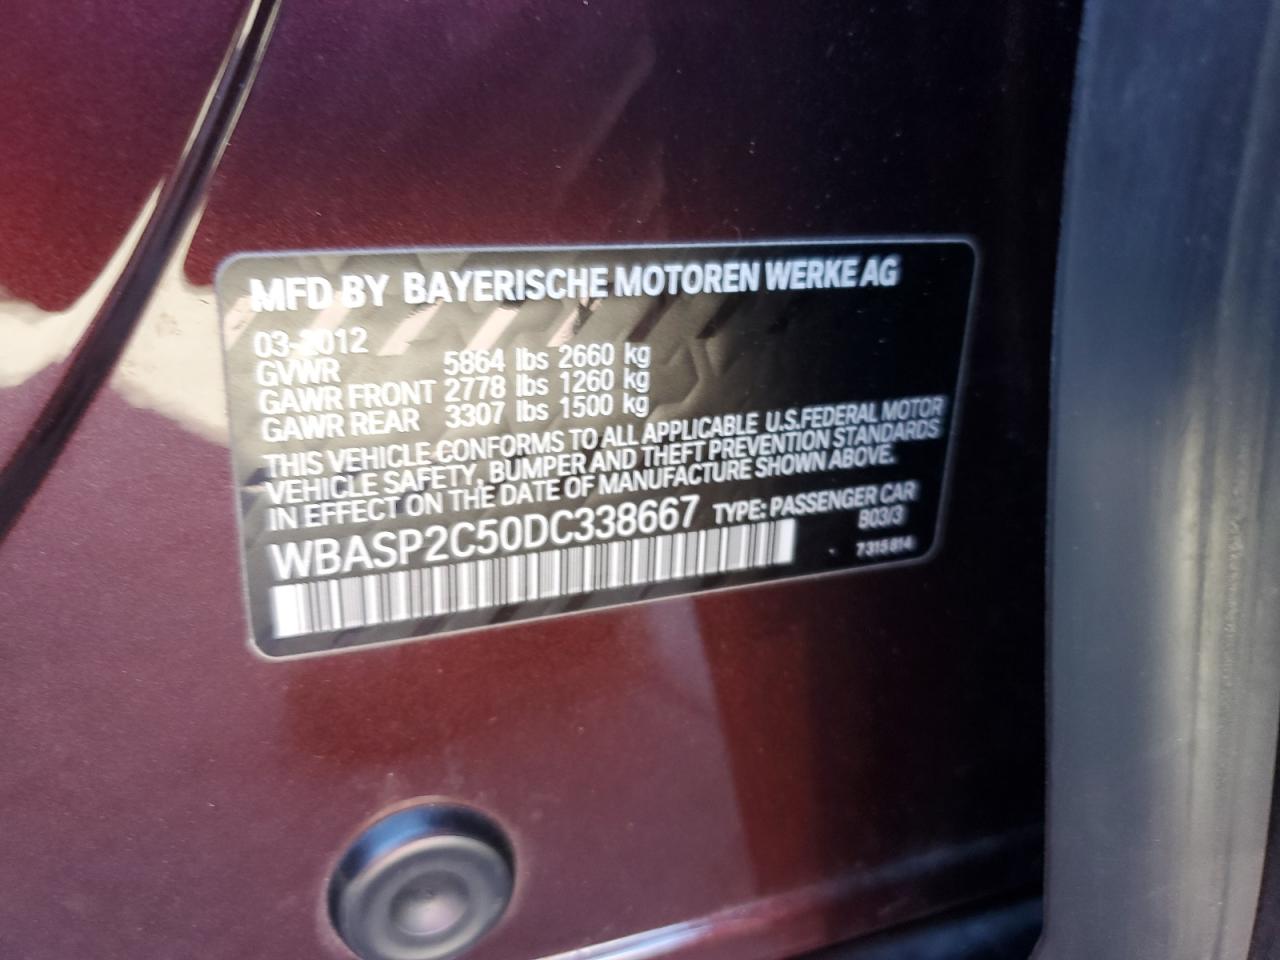 MFD BY BAYERISCHE MOTOREN WERKE AG
03-2012
GVWR 5864 lbs 2660 kg
GAWR FRONT 2778 lbs 1260 kg
GAWR REAR 3307 lbs 1500 kg
THIS VEHICLE CONFORMS TO ALL APPLICABLE U.S.FEDERAL MOTOR
VEHICLE SAFETY, BUMPER AND THEFT PREVENTION STANDARDS
IN EFFECT ON THE DATE OF MANUFACTURE SHOWN ABOVE.
WBASP2C50DC338667 TYPE: PASSENGER CAR
B03/3
7315814